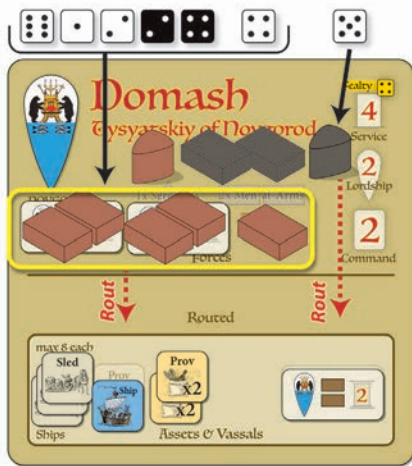 Domash
Tysyatskiy of Novgorod
Fealty
4
Service
2
Lordship
2
Command
Forces
Rout
Rout
Routed
max 8 each
Sled
Prov
Ship
Prov
x2
x2
2
Ships
Assets & Vassals